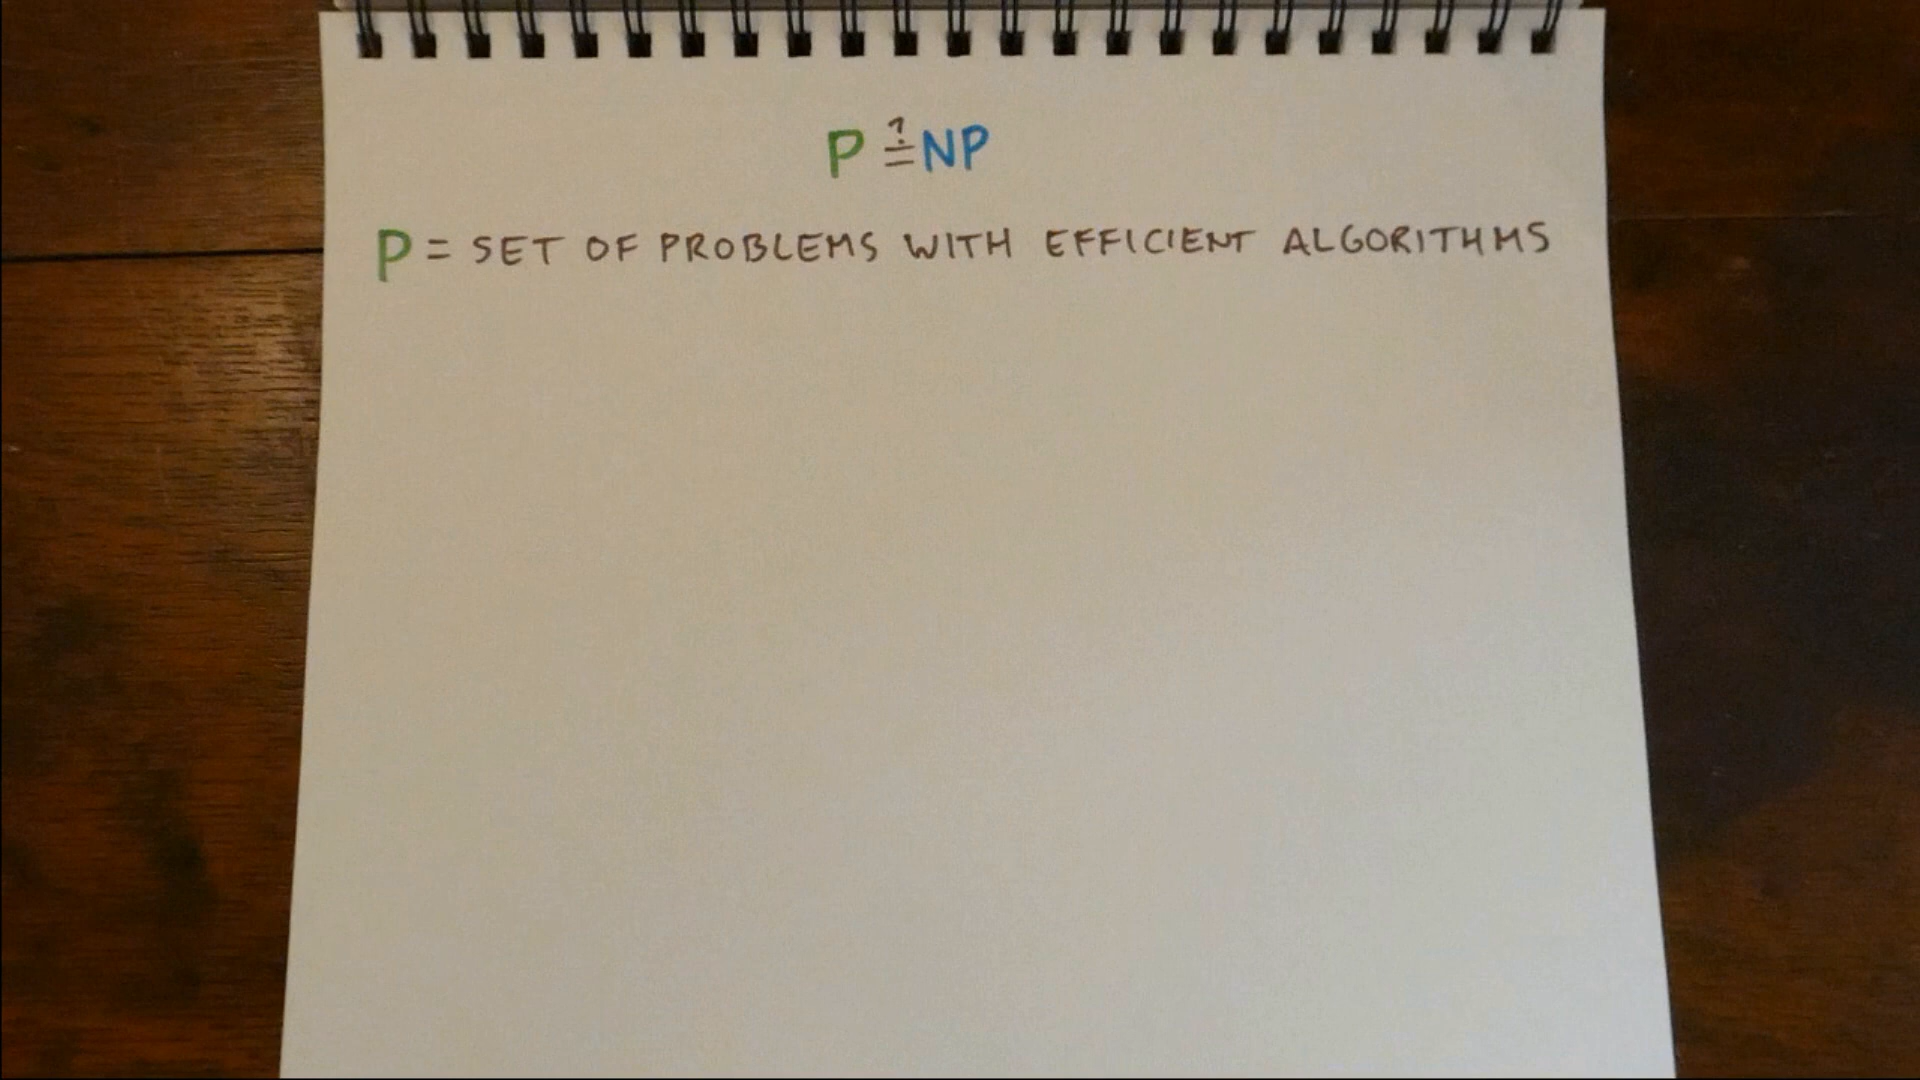 P ≟ NP
P = SET OF PROBLEMS WITH EFFICIENT ALGORITHMS